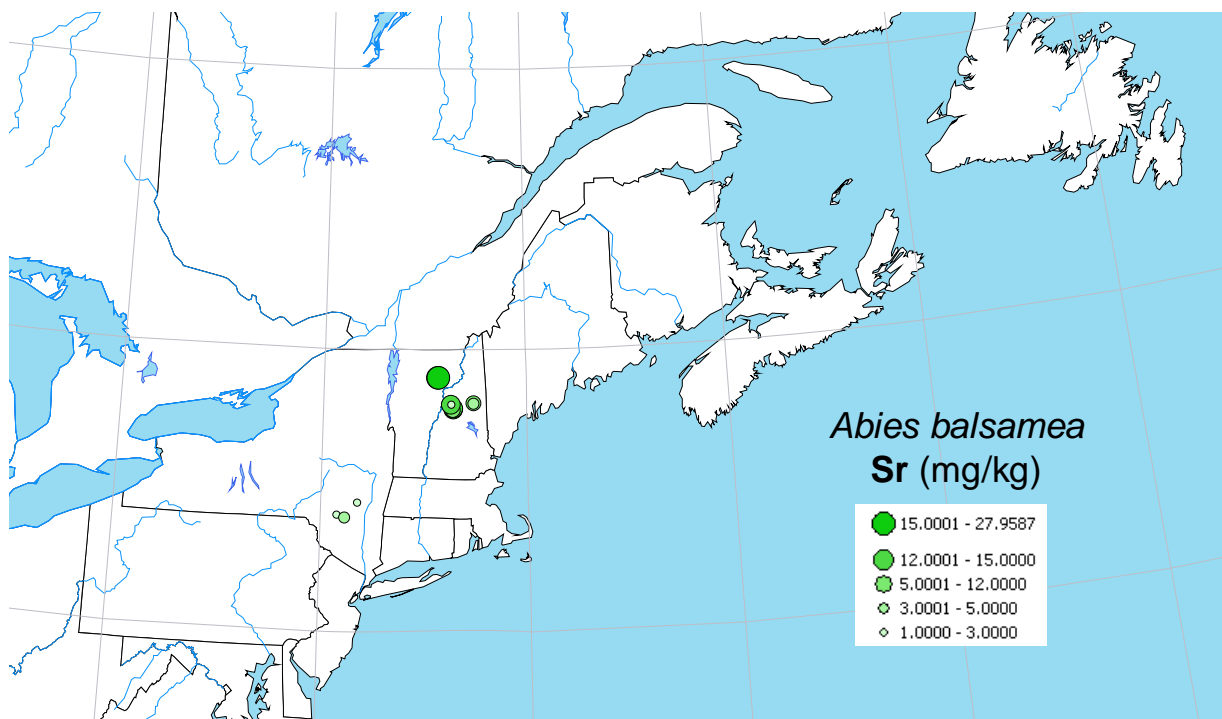 Abies balsamea
Sr (mg/kg)
15.0001 - 27.9587
12.0001 - 15.0000
5.0001 - 12.0000
3.0001 - 5.0000
1.0000 - 3.0000